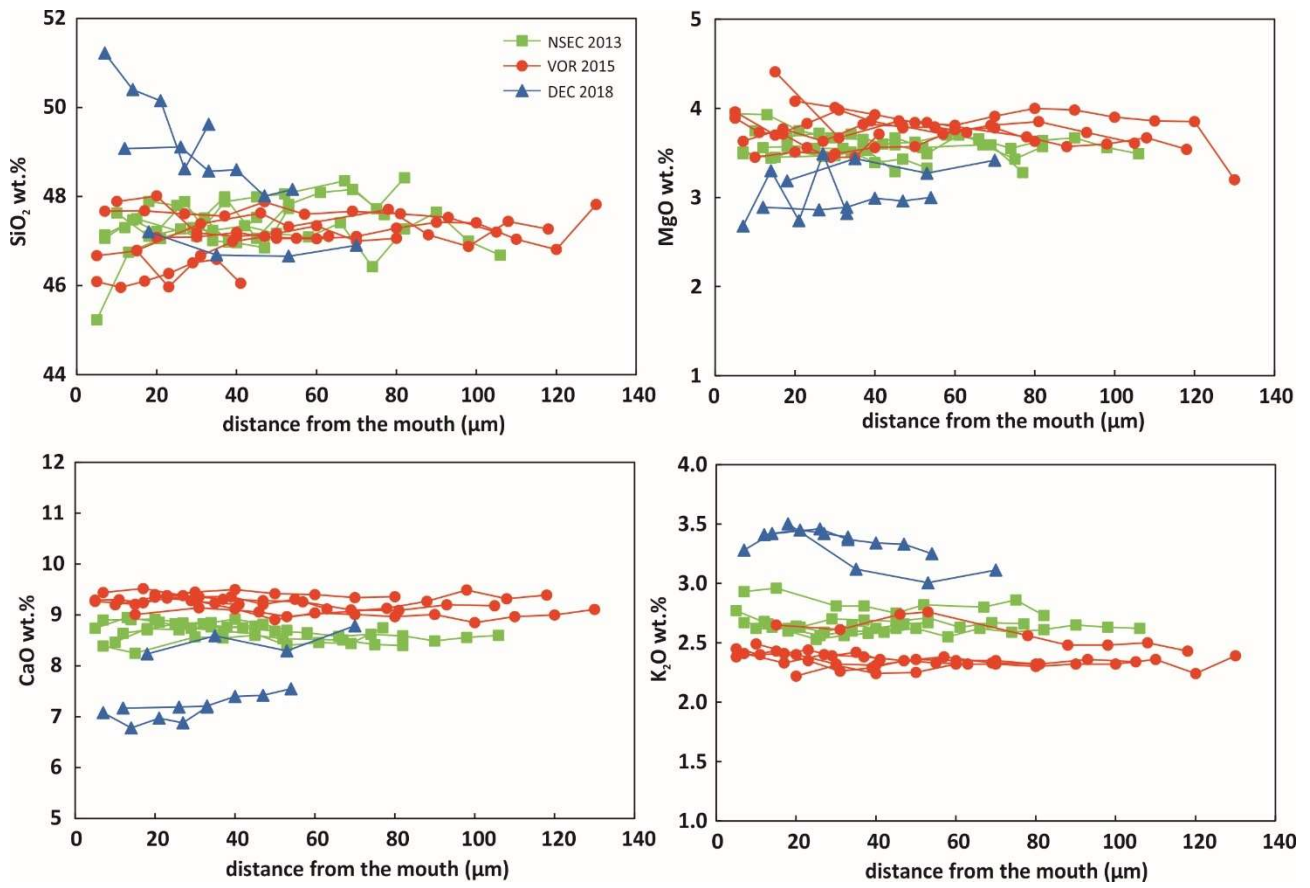 52
50
48
46
44
SiO2 wt.%
NSEC 2013
VOR 2015
DEC 2018
0 20 40 60 80 100 120 140
distance from the mouth (µm)
5
4
3
2
1
MgO wt.%
0 20 40 60 80 100 120 140
distance from the mouth (µm)
12
11
10
9
8
7
6
5
CaO wt.%
0 20 40 60 80 100 120 140
distance from the mouth (µm)
4.0
3.5
3.0
2.5
2.0
1.5
1.0
K2O wt.%
0 20 40 60 80 100 120 140
distance from the mouth (µm)